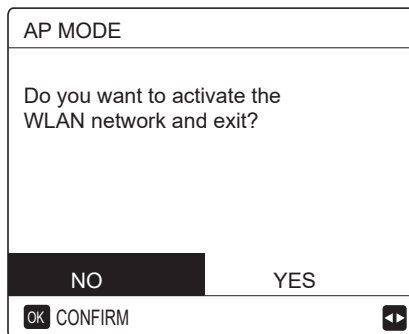 AP MODE
Do you want to activate the
WLAN network and exit?
NO YES
OK CONFIRM